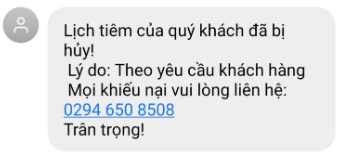 Lịch tiêm của quý khách đã bị
hủy!
Lý do: Theo yêu cầu khách hàng
Mọi khiếu nại vui lòng liên hệ:
0294 650 8508
Trân trọng!